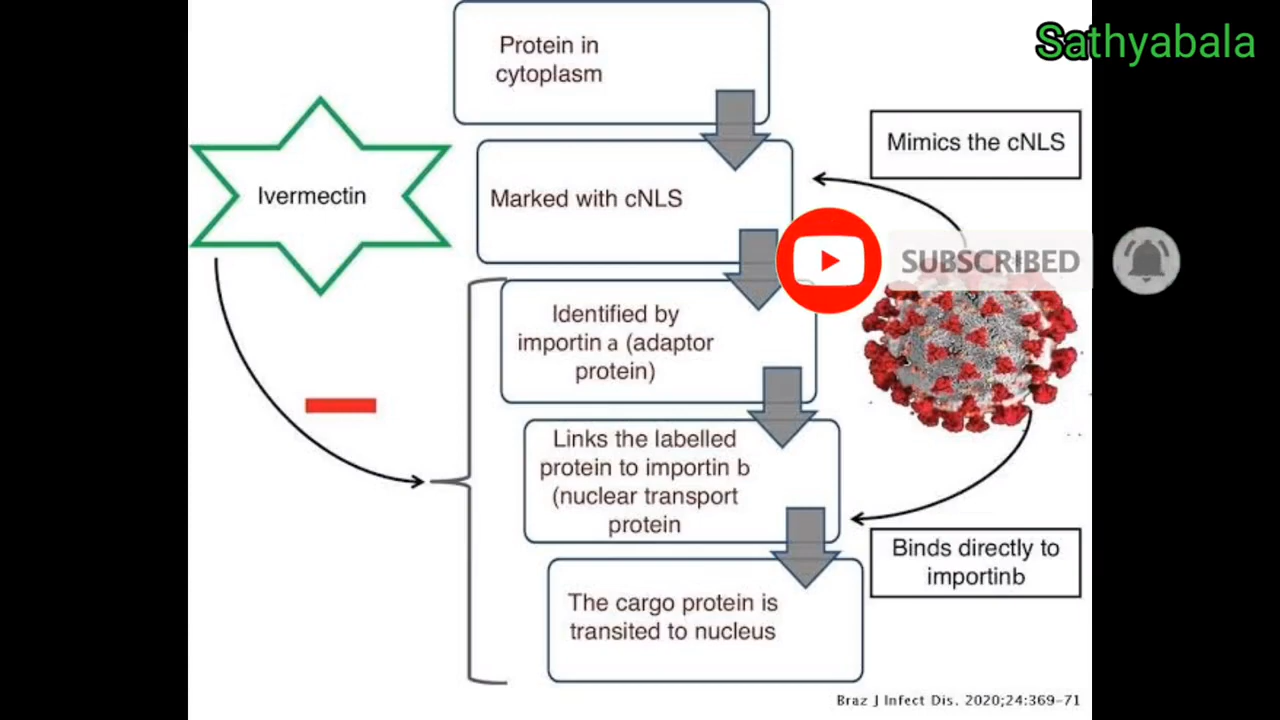 Sathyabala
Protein in
cytoplasm
Mimics the cNLS
Ivermectin
Marked with cNLS
SUBSCRIBED
Identified by
importin a (adaptor
protein)
Links the labelled
protein to importin b
(nuclear transport
protein
Binds directly to
importinb
The cargo protein is
transited to nucleus
Braz J Infect Dis. 2020;24:369-71